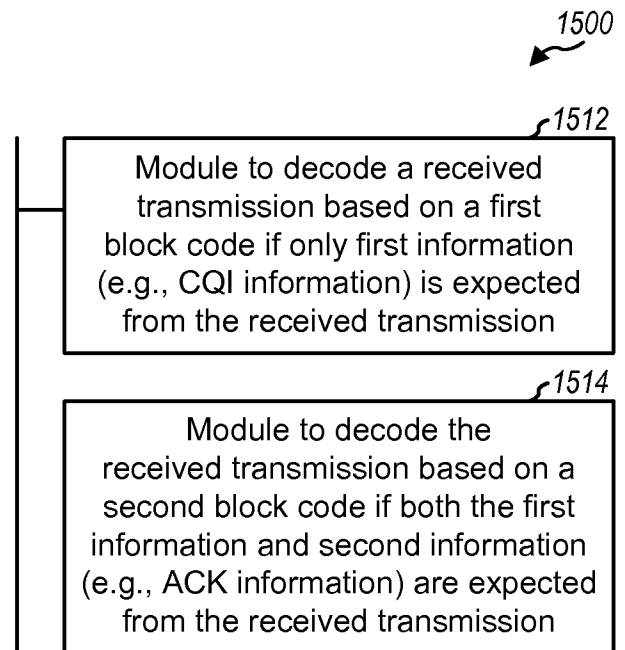 1500
1512
Module to decode a received
transmission based on a first
block code if only first information
(e.g., CQI information) is expected
from the received transmission
1514
Module to decode the
received transmission based on a
second block code if both the first
information and second information
(e.g., ACK information) are expected
from the received transmission